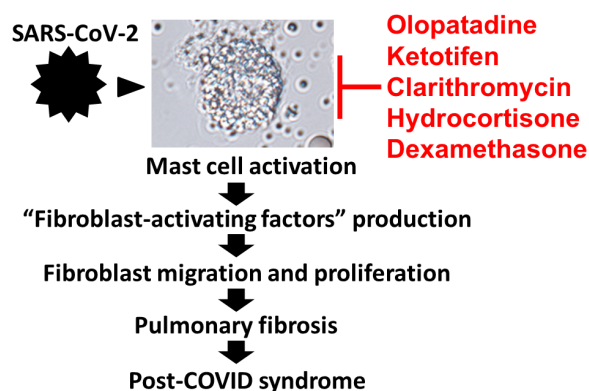 SARS-CoV-2
Olopatadine
Ketotifen
Clarithromycin
Hydrocortisone
Dexamethasone
Mast cell activation
“Fibroblast-activating factors” production
Fibroblast migration and proliferation
Pulmonary fibrosis
Post-COVID syndrome